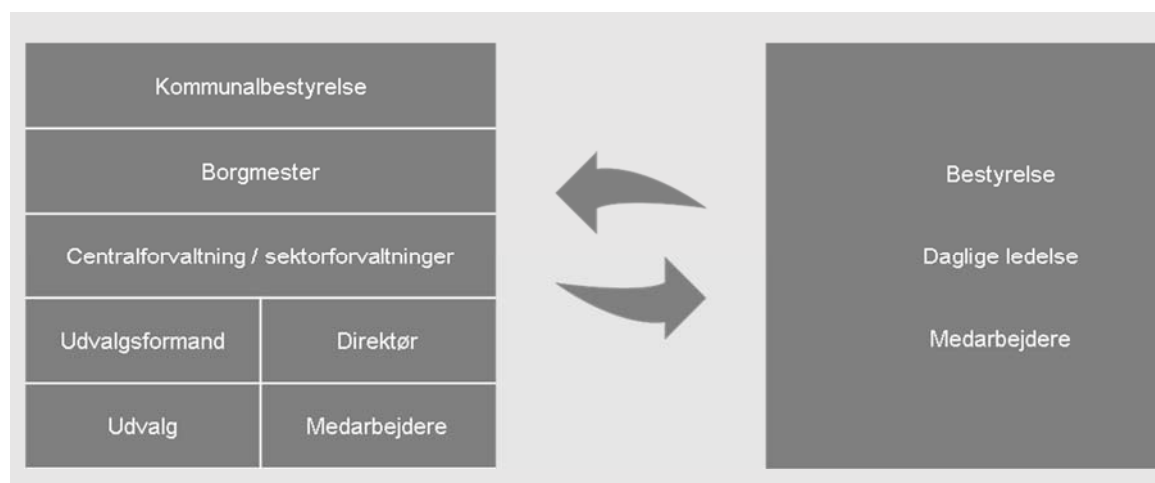 Kommunalbestyrelse
Borgmester
Centralforvaltning / sektorforvaltninger
Udvalgsformand
Direktør
Udvalg
Medarbejdere
Bestyrelse
Daglige ledelse
Medarbejdere